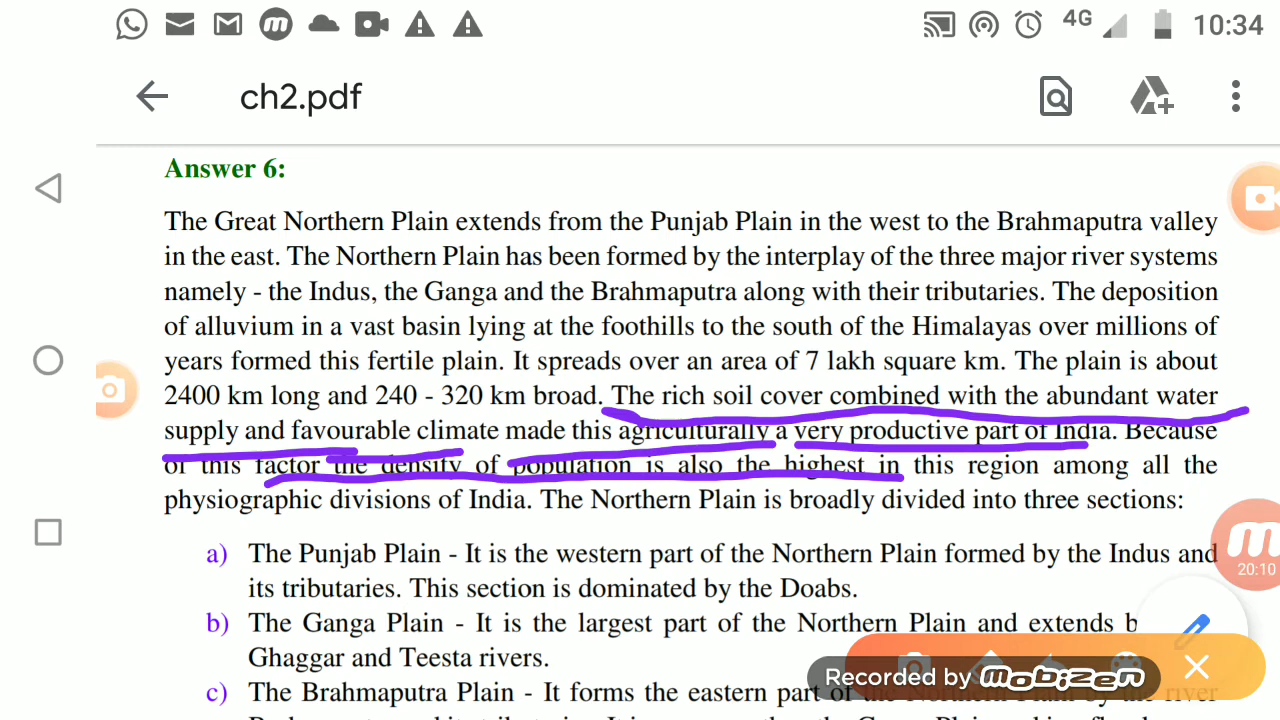 4G 10:34
ch2.pdf
Answer 6:
The Great Northern Plain extends from the Punjab Plain in the west to the Brahmaputra valley
in the east. The Northern Plain has been formed by the interplay of the three major river systems
namely - the Indus, the Ganga and the Brahmaputra along with their tributaries. The deposition
of alluvium in a vast basin lying at the foothills to the south of the Himalayas over millions of
years formed this fertile plain. It spreads over an area of 7 lakh square km. The plain is about
2400 km long and 240 - 320 km broad. The rich soil cover combined with the abundant water
supply and favourable climate made this agriculturally a very productive part of India. Because
of this factor the density of population is also the highest in this region among all the
physiographic divisions of India. The Northern Plain is broadly divided into three sections:
a) The Punjab Plain - It is the western part of the Northern Plain formed by the Indus and
its tributaries. This section is dominated by the Doabs.
20:10
b) The Ganga Plain - It is the largest part of the Northern Plain and extends b
Ghaggar and Teesta rivers.
c) The Brahmaputra Plain - It forms the eastern part of the Northern Plain by the river
Recorded by mobizen